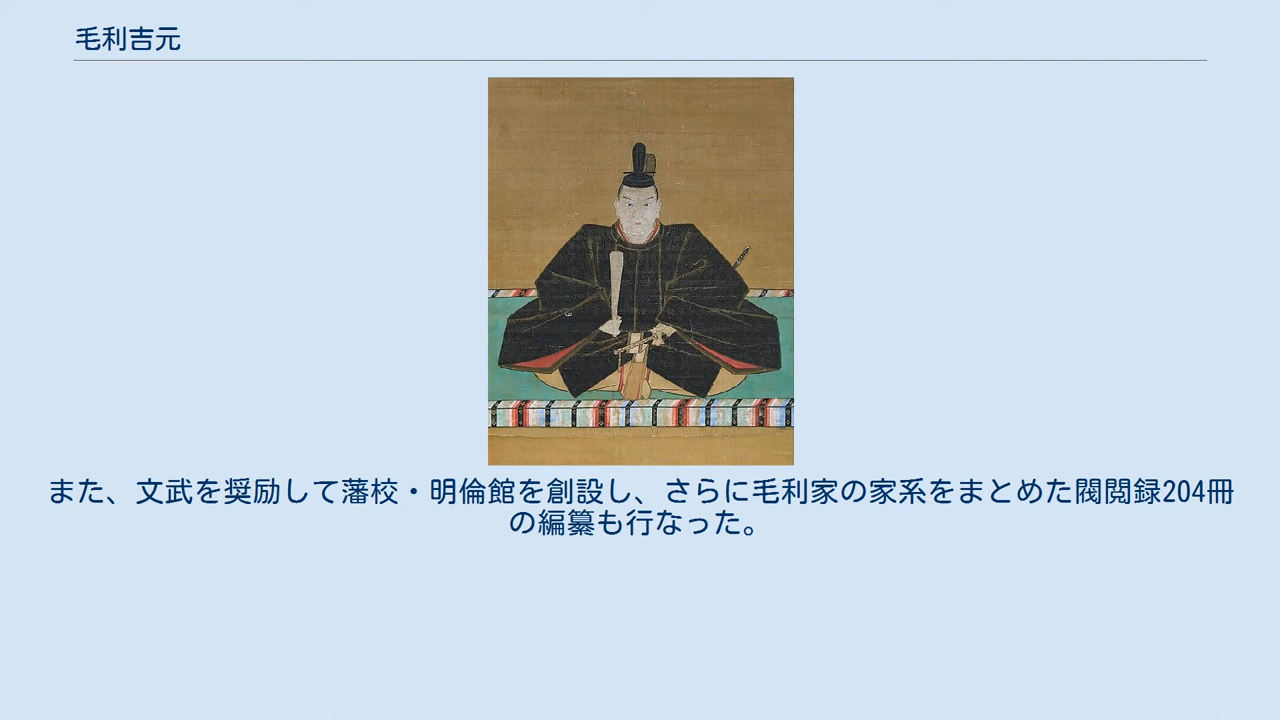 毛利吉元
また、文武を奨励して藩校・明倫館を創設し、さらに毛利家の家系をまとめた閥閲録204冊
の編纂も行なった。